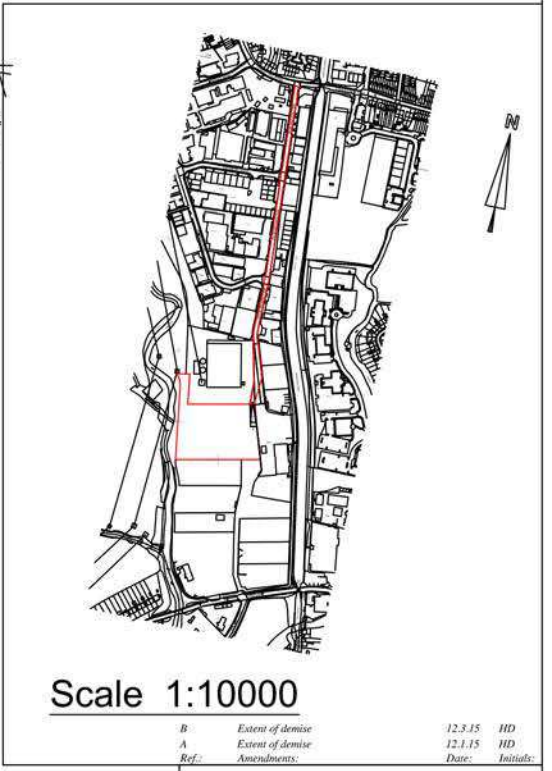 N
Scale 1:10000
B Extent of demise 12.3.15 HD
A Extent of demise 12.1.15 HD
Ref.: Amendments: Date: Initials: